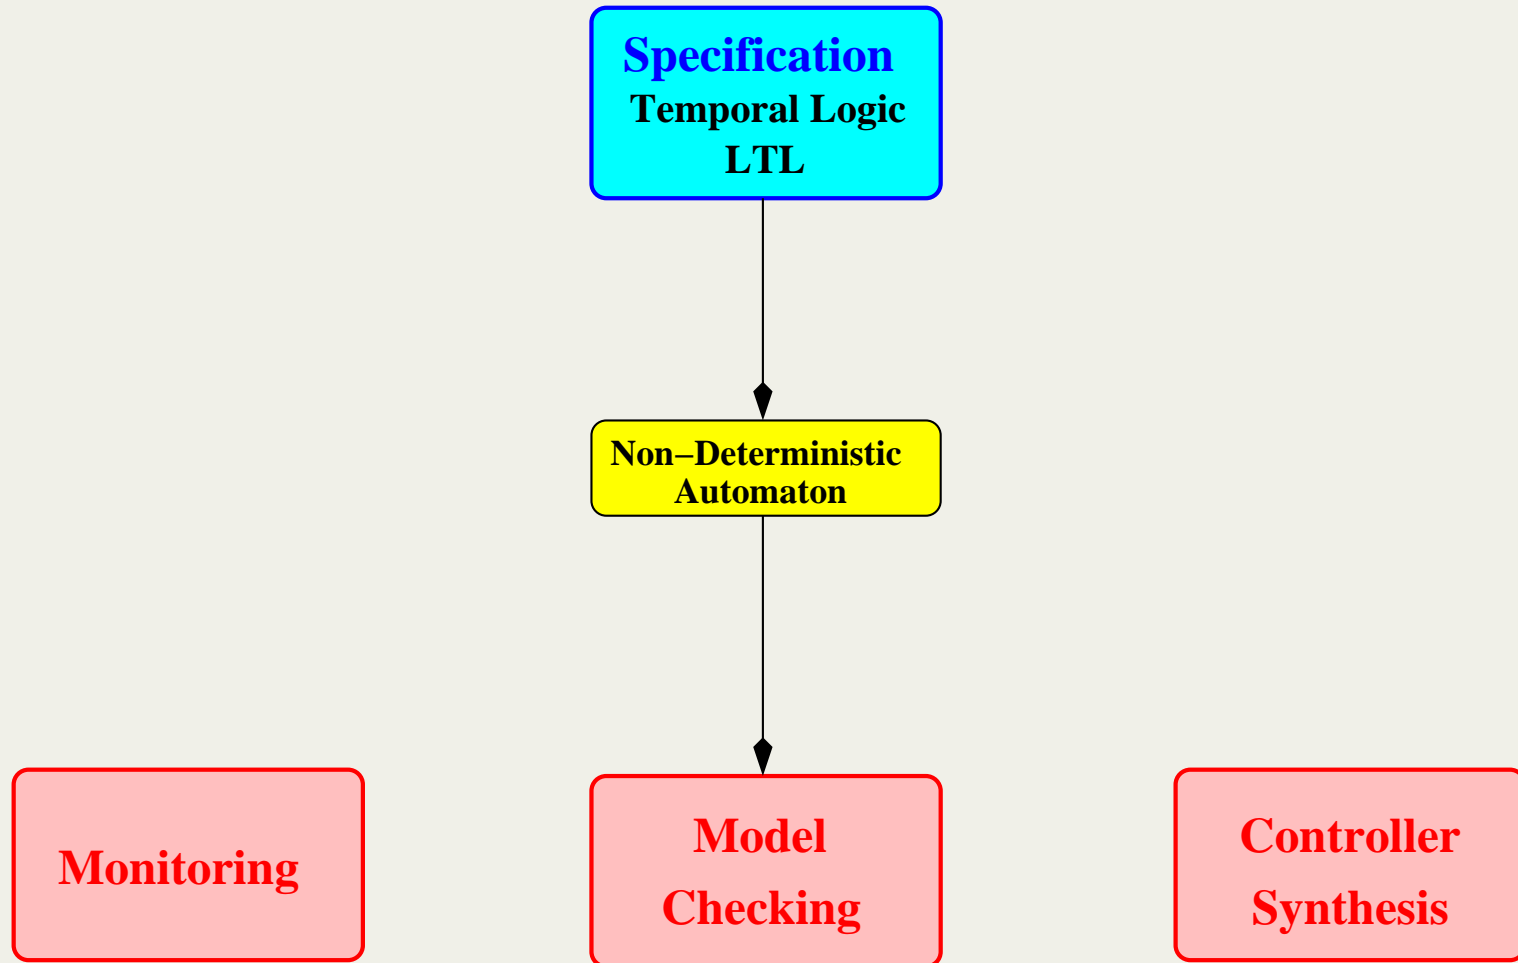 Specification
Temporal Logic
LTL
Non−Deterministic
Automaton
Monitoring
Model
Checking
Controller
Synthesis